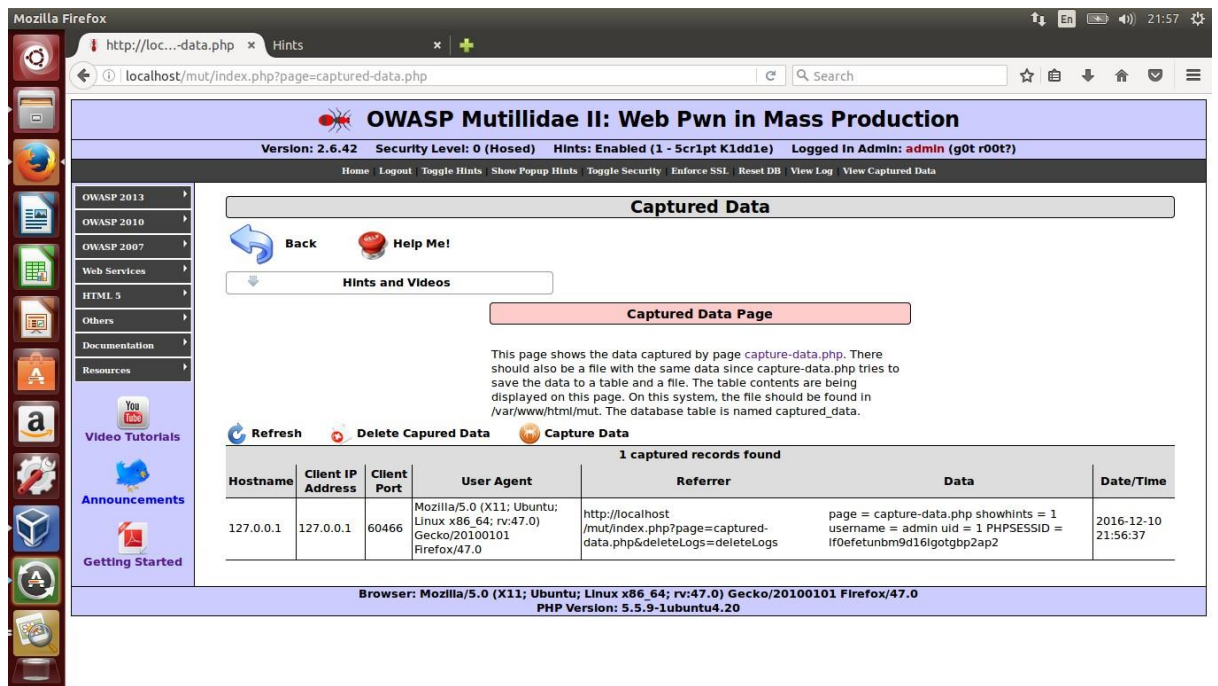 Mozilla Firefox
En
21:57
http://loc...-data.php
Hints
localhost/mut/index.php?page=captured-data.php
Search
OWASP Mutillidae II: Web Pwn in Mass Production
Version: 2.6.42 Security Level: 0 (Hosed) Hints: Enabled (1 - 5cr1pt K1dd1e) Logged In Admin: admin (g0t r00t?)
Home | Logout | Toggle Hints | Show Popup Hints | Toggle Security | Enforce SSL | Reset DB | View Log | View Captured Data
OWASP 2013
OWASP 2010
OWASP 2007
Web Services
HTML 5
Others
Documentation
Resources
You Tube
Video Tutorials
Announcements
Getting Started
Captured Data
Back
HELP
Help Me!
Hints and Videos
Captured Data Page
This page shows the data captured by page capture-data.php. There
should also be a file with the same data since capture-data.php tries to
save the data to a table and a file. The table contents are being
displayed on this page. On this system, the file should be found in
/var/www/html/mut. The database table is named captured_data.
Refresh Delete Capured Data Capture Data
1 captured records found
Hostname Client IP Address Client Port User Agent Referrer Data Date/Time
127.0.0.1
127.0.0.1
60466
Mozilla/5.0 (X11; Ubuntu;
Linux x86_64; rv:47.0)
Gecko/20100101
Firefox/47.0
http://localhost
/mut/index.php?page=captured-
data.php&deleteLogs=deleteLogs
page = capture-data.php showhints = 1
username = admin uid = 1 PHPSESSID =
lf0efetunbm9d16lgotgbp2ap2
2016-12-10
21:56:37
Browser: Mozilla/5.0 (X11; Ubuntu; Linux x86_64; rv:47.0) Gecko/20100101 Firefox/47.0
PHP Version: 5.5.9-1ubuntu4.20